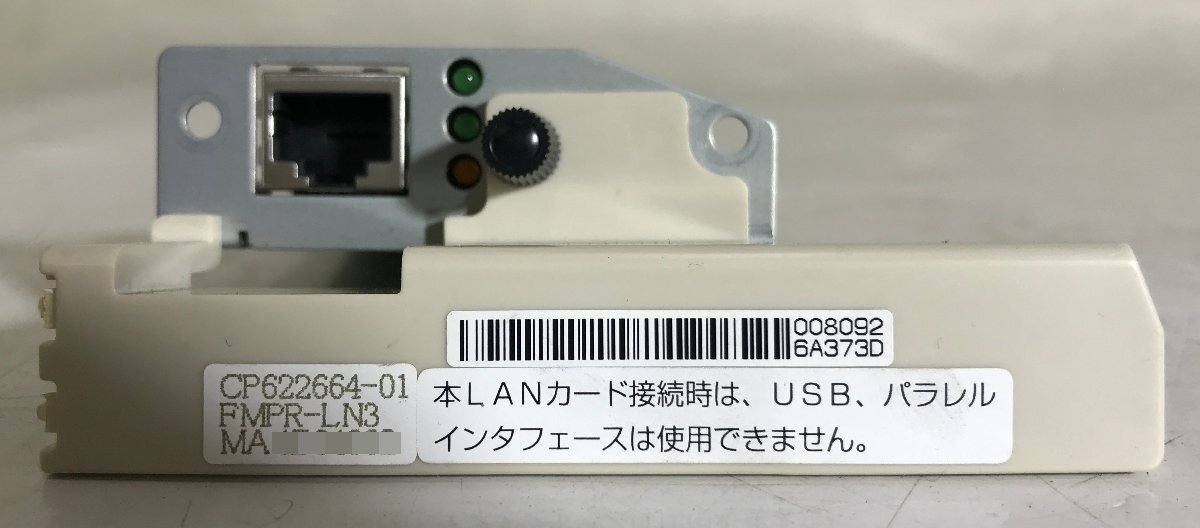 008092
6A373D
CP622664-01
FMPR-LN3
MA
本LANカード接続時は、USB、パラレル
インタフェースは使用できません。